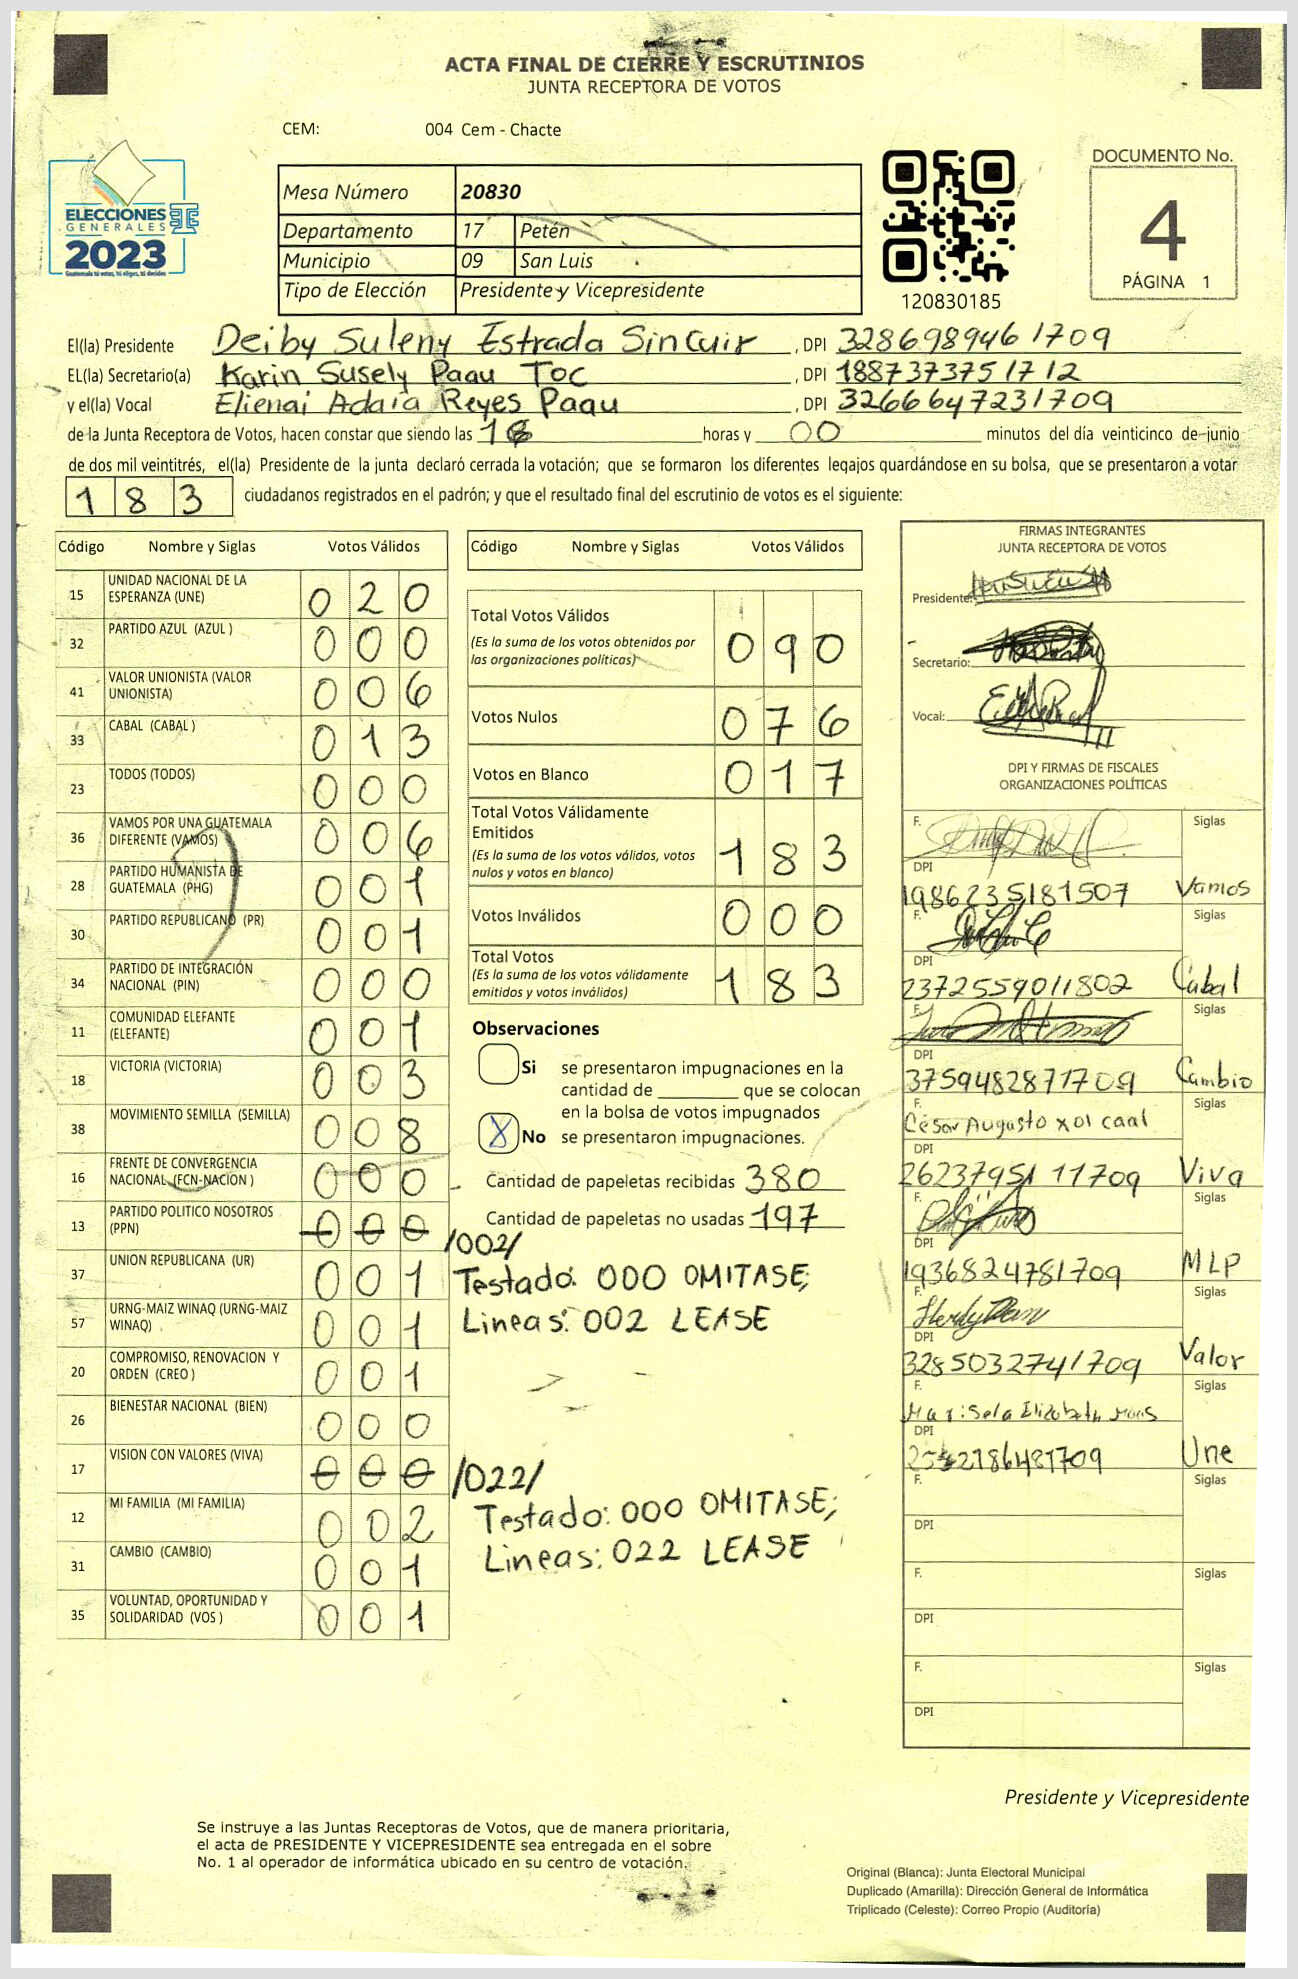 ACTA FINAL DE CIERRE Y ESCRUTINIOS
JUNTA RECEPTORA DE VOTOS
CEM: 004 Cem - Chacte
ELECCIONES
GENERALES
2023
Guatemala tú votas, tú eliges, tú decides
Mesa Número 20830
Departamento 17 Petén
Municipio 09 San Luis
Tipo de Elección Presidente y Vicepresidente
120830185
DOCUMENTO No.
4
PÁGINA 1
El(la) Presidente Deiby Suleny Estrada Sincuir, DPI 3286989461709
EL(la) Secretario(a) Karin Susely Paau Toc, DPI 1887373751712
y el(la) Vocal Elienai Adaia Reyes Paau, DPI 3266647231709
de la Junta Receptora de Votos, hacen constar que siendo las 18 horas y 00 minutos del día veinticinco de junio
de dos mil veintitrés, el(la) Presidente de la junta declaró cerrada la votación; que se formaron los diferentes legajos guardándose en su bolsa, que se presentaron a votar
183 ciudadanos registrados en el padrón; y que el resultado final del escrutinio de votos es el siguiente:
Código Nombre y Siglas Votos Válidos
15 UNIDAD NACIONAL DE LA ESPERANZA (UNE) 020
32 PARTIDO AZUL (AZUL ) 000
41 VALOR UNIONISTA (VALOR UNIONISTA) 006
33 CABAL (CABAL ) 013
23 TODOS (TODOS) 000
36 VAMOS POR UNA GUATEMALA DIFERENTE (VAMOS) 006
28 PARTIDO HUMANISTA DE GUATEMALA (PHG) 001
30 PARTIDO REPUBLICANO (PR) 001
34 PARTIDO DE INTEGRACIÓN NACIONAL (PIN) 000
11 COMUNIDAD ELEFANTE (ELEFANTE) 001
18 VICTORIA (VICTORIA) 003
38 MOVIMIENTO SEMILLA (SEMILLA) 008
16 FRENTE DE CONVERGENCIA NACIONAL (FCN-NACION ) 000
13 PARTIDO POLITICO NOSOTROS (PPN) 000 /002/
37 UNION REPUBLICANA (UR) 001
57 URNG-MAIZ WINAQ (URNG-MAIZ WINAQ) 001
20 COMPROMISO, RENOVACION Y ORDEN (CREO ) 001
26 BIENESTAR NACIONAL (BIEN) 000
17 VISION CON VALORES (VIVA) 000 /022/
12 MI FAMILIA (MI FAMILIA) 002
31 CAMBIO (CAMBIO) 001
35 VOLUNTAD, OPORTUNIDAD Y SOLIDARIDAD (VOS ) 001
Código Nombre y Siglas Votos Válidos
Total Votos Válidos 090
(Es la suma de los votos obtenidos por
las organizaciones políticas)
Votos Nulos 076
Votos en Blanco 017
Total Votos Válidamente
Emitidos 183
(Es la suma de los votos válidos, votos
nulos y votos en blanco)
Votos Inválidos 000
Total Votos 183
(Es la suma de los votos válidamente
emitidos y votos inválidos)
Observaciones
Si se presentaron impugnaciones en la
cantidad de ________ que se colocan
en la bolsa de votos impugnados
X No se presentaron impugnaciones.
Cantidad de papeletas recibidas 380
Cantidad de papeletas no usadas 197
Testado: 000 OMITASE;
Lineas: 002 LEASE
Testado: 000 OMITASE;
Lineas: 022 LEASE
FIRMAS INTEGRANTES
JUNTA RECEPTORA DE VOTOS
Presidente:
Secretario:
Vocal:
DPI Y FIRMAS DE FISCALES
ORGANIZACIONES POLÍTICAS
F. Siglas
DPI
1986235181507 Vamos
F. Siglas
DPI
2372559011802 Cabal
F. Siglas
DPI
3759482871709 Cambio
F. Siglas
César Augusto xol caal
DPI
2623795111709 Viva
F. Siglas
DPI
1936824781709 MLP
F. Siglas
DPI
3285032741709 Valor
F. Siglas
Marisela Elizabeth
DPI
Une
F. Siglas
DPI
F. Siglas
DPI
F. Siglas
DPI
Presidente y Vicepresidente
Se instruye a las Juntas Receptoras de Votos, que de manera prioritaria,
el acta de PRESIDENTE Y VICEPRESIDENTE sea entregada en el sobre
No. 1 al operador de informática ubicado en su centro de votación.
Original (Blanca): Junta Electoral Municipal
Duplicado (Amarilla): Dirección General de Informática
Triplicado (Celeste): Correo Propio (Auditoría)